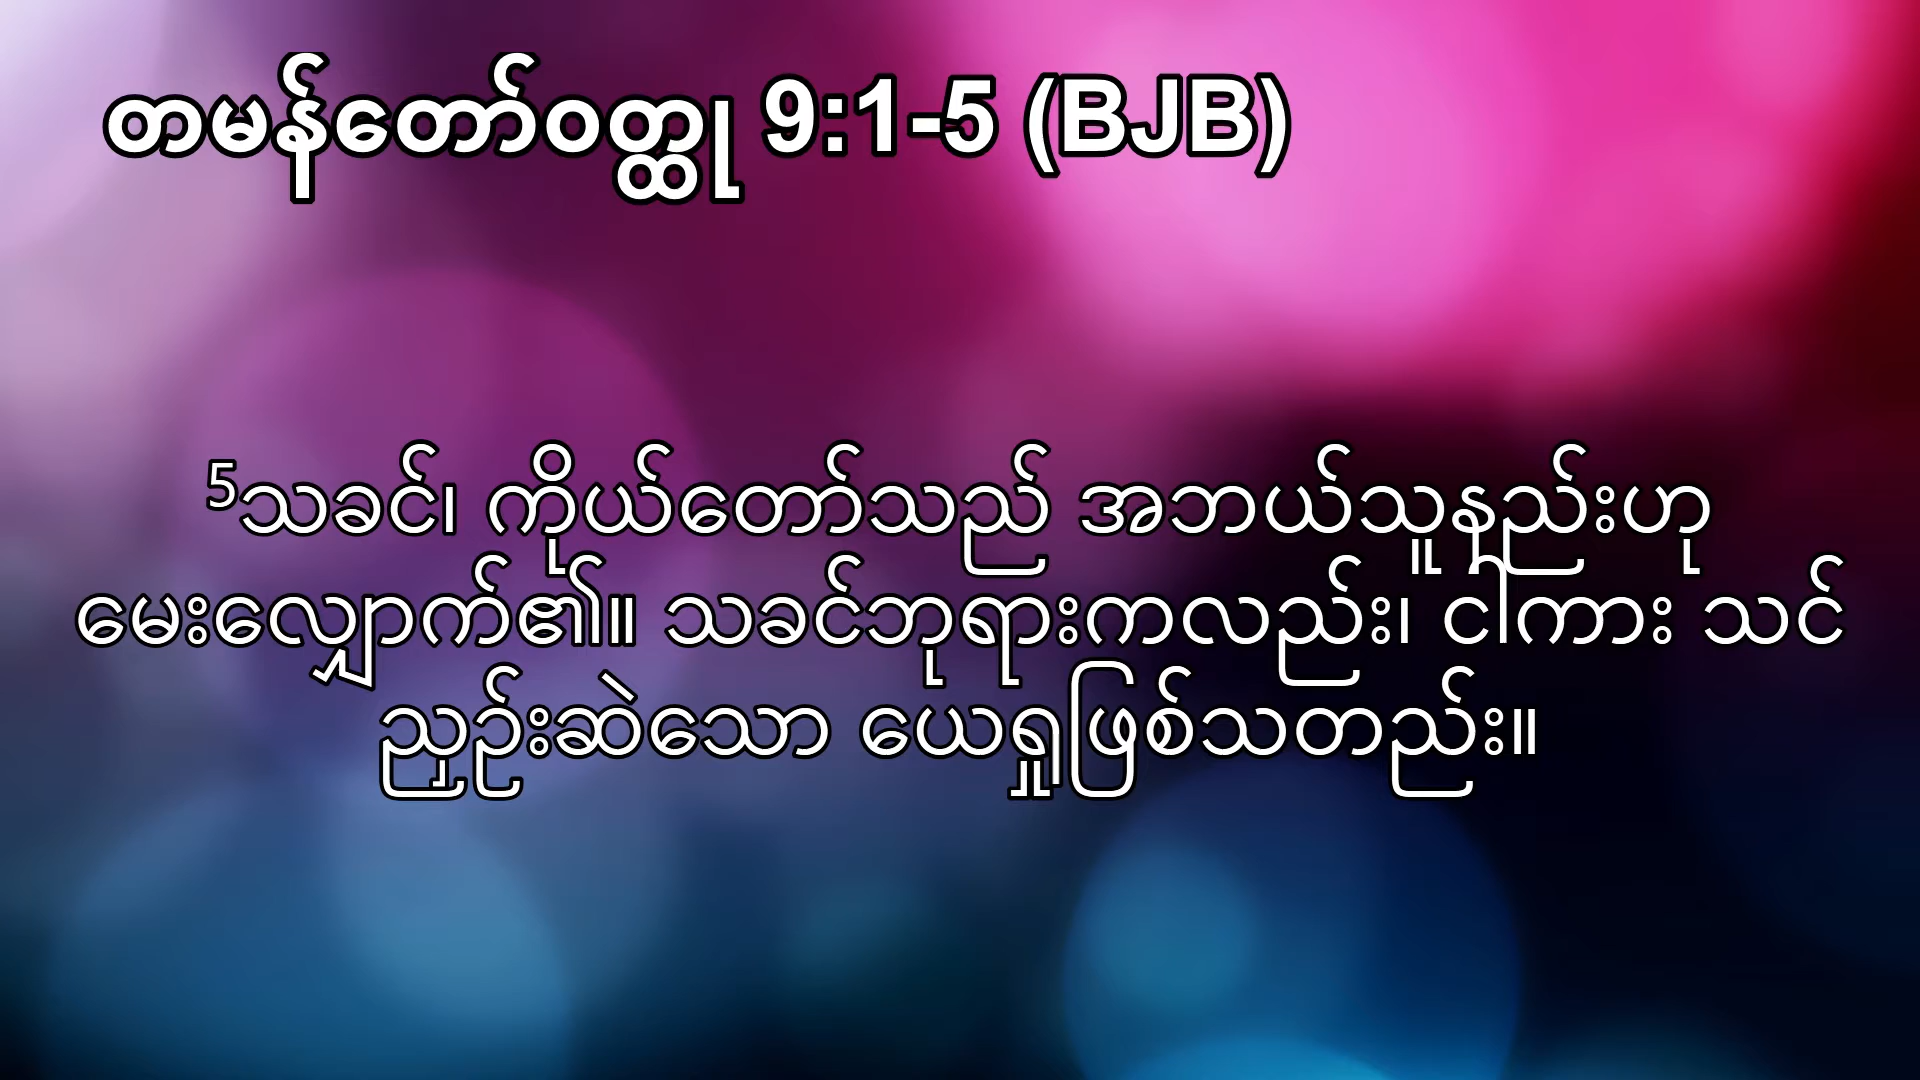 တမန်တော်ဝတ္ထု 9:1-5 (BJB)
5သခင်၊ ကိုယ်တော်သည် အဘယ်သူနည်းဟု
မေးလျှောက်၏။ သခင်ဘုရားကလည်း၊ ငါကား သင်
ညှဉ်းဆဲသော ယေရှုဖြစ်သတည်း။